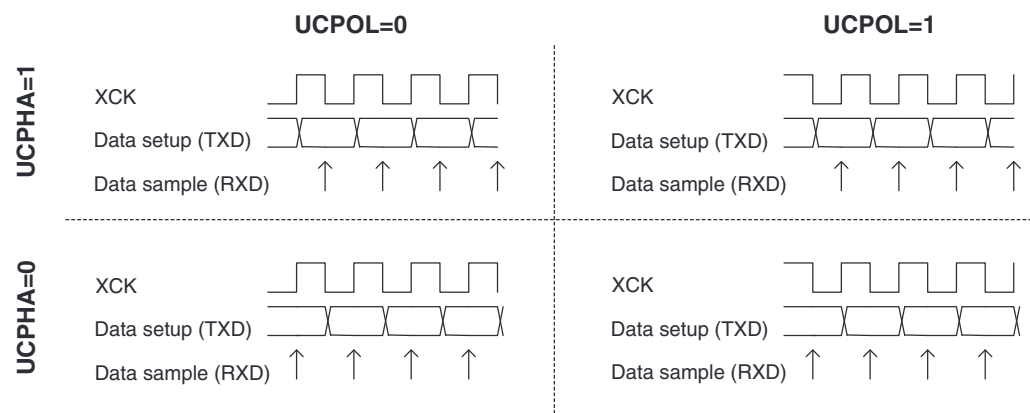 UCPOL=0
UCPOL=1
UCPHA=1
XCK
Data setup (TXD)
Data sample (RXD)
XCK
Data setup (TXD)
Data sample (RXD)
UCPHA=0
XCK
Data setup (TXD)
Data sample (RXD)
XCK
Data setup (TXD)
Data sample (RXD)